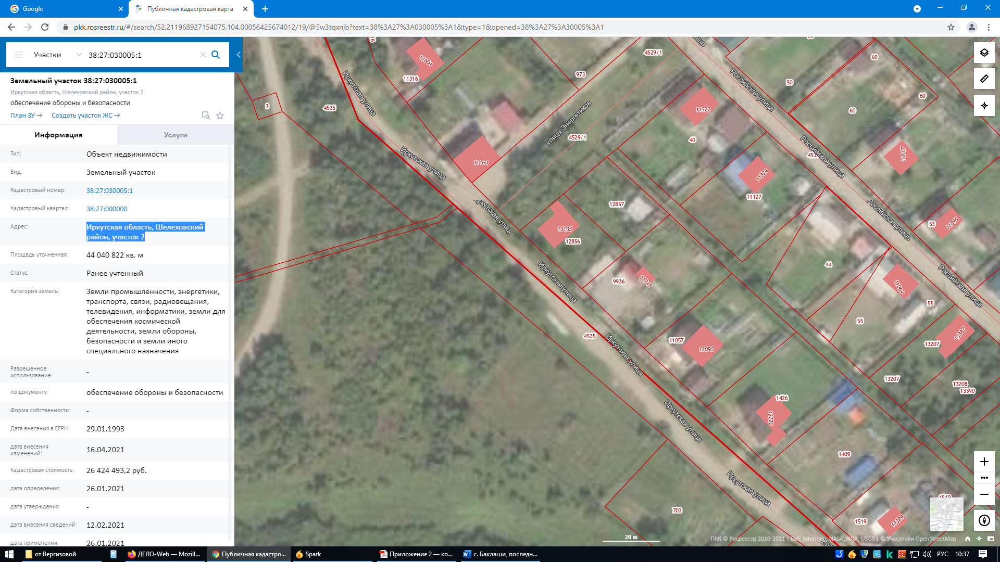 Google
Публичная кадастровая карта
pkk.rosreestr.ru/#/search/52.211968927154075,104.00056425674012/19/@5w3tqxnjb?text=38%3A27%3A030005%3A1&type=1&opened=38%3A27%3A30005%3A1
Участки
38:27:030005:1
Земельный участок 38:27:030005:1
Иркутская область, Шелеховский район, участок 2
обеспечение обороны и безопасности
План ЗУ → Создать участок ЖС →
Информация Услуги
Тип: Объект недвижимости
Вид: Земельный участок
Кадастровый номер: 38:27:030005:1
Кадастровый квартал: 38:27:000000
Адрес: Иркутская область, Шелеховский
район, участок 2
Площадь уточненная: 44 040 822 кв. м
Статус: Ранее учтенный
Категория земель: Земли промышленности, энергетики,
транспорта, связи, радиовещания,
телевидения, информатики, земли для
обеспечения космической
деятельности, земли обороны,
безопасности и земли иного
специального назначения
Разрешенное
использование: -
по документу: обеспечение обороны и безопасности
Форма собственности: -
Дата внесения в ЕГРН: 29.01.1993
дата внесения
изменений: 16.04.2021
Кадастровая стоимость: 26 424 493,2 руб.
дата определения: 26.01.2021
дата утверждения: -
дата внесения сведений: 12.02.2021
дата применения: 26.01.2021
11604
11316
973
4529/1
3
4535
Иркутская улица
улица Энергетиков
4529/1
11164
Иркутская улица
11522
40
50
60
60
60
Российская улица
Российская улица
11617
11324
11127
12857
13133
12856
Иркутская улица
9936
11741
44
Российская улица
53
11890
11064
55
55
Российская улица
4535
11057
13090
Иркутская улица
13207
13387
13207
13208
13390
1426
12720
Иркутская улица
1409
Иркутская улица
703
1519
1519
11389
20 м
ПКК © Росреестр 2010-2021 | Esri, Intermap, NASA, NGA, USGS | © Участники OpenStreetMap
от Вергизовой
ДЕЛО-Web — Mozill...
Публичная кадастро...
Spark
Приложение 2 — ко...
с. Баклаши, последн...
РУС
10:37